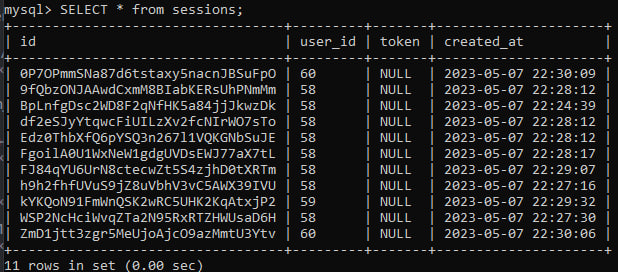 mysql> SELECT * from sessions;
+----------------------------------+---------+-------+---------------------+
| id | user_id | token | created_at |
+----------------------------------+---------+-------+---------------------+
| 0P7OPmmSNa87d6tstaxy5nacnJBSuFpO | 60 | NULL | 2023-05-07 22:30:09 |
| 9fQbzONJAAwdCxmM8BIabKERsUhPNmMm | 58 | NULL | 2023-05-07 22:28:12 |
| BpLnfgDsc2WD8F2qNfHK5a84jjJkwzDk | 58 | NULL | 2023-05-07 22:24:39 |
| df2eSJyYtqwcFiUILzXv2fcNIrWO7sTo | 58 | NULL | 2023-05-07 22:28:12 |
| Edz0ThbXfQ6pYSQ3n267l1VQKGNbSuJE | 58 | NULL | 2023-05-07 22:28:12 |
| FgoilA0U1WxNeW1gdgUVDsEWJ77aX7tL | 58 | NULL | 2023-05-07 22:28:17 |
| FJ84qYU6UrN8ctecwZt5S4zjhD0tXRTm | 58 | NULL | 2023-05-07 22:29:07 |
| h9h2fhfUVuS9jZ8uVbhV3vC5AWX39IVU | 58 | NULL | 2023-05-07 22:27:16 |
| kYKQoN91FmWnQSK2wRC5UHK2KqAtxjP2 | 59 | NULL | 2023-05-07 22:29:32 |
| WSP2NcHciWvqZTa2N95RxRTZHWUsaD6H | 58 | NULL | 2023-05-07 22:27:30 |
| ZmD1jtt3zgr5MeUjoAjcO9azMmtU3Ytv | 60 | NULL | 2023-05-07 22:30:06 |
+----------------------------------+---------+-------+---------------------+
11 rows in set (0.00 sec)